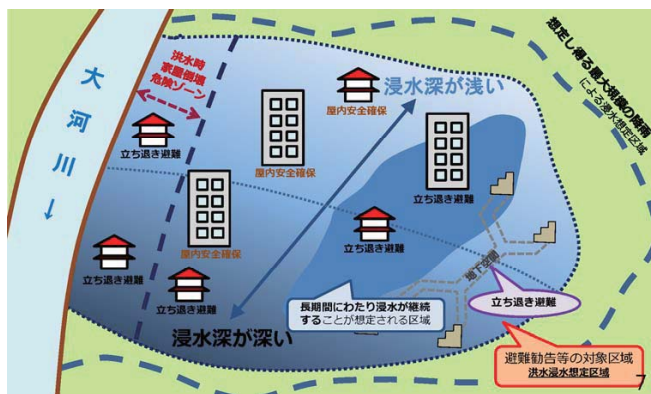 大河川
↓
洪水時
家屋倒壊
危険ゾーン
想定し得る最大規模の降雨
による浸水想定区域
浸水深が浅い
屋内安全確保
立ち退き避難
屋内安全確保
立ち退き避難
屋内安全確保
立ち退き避難
立ち退き避難
立ち退き避難
地下区間
長期間にわたり浸水が継続
することが想定される区域
立ち退き避難
浸水深が深い
避難勧告等の対象区域
洪水浸水想定区域
7